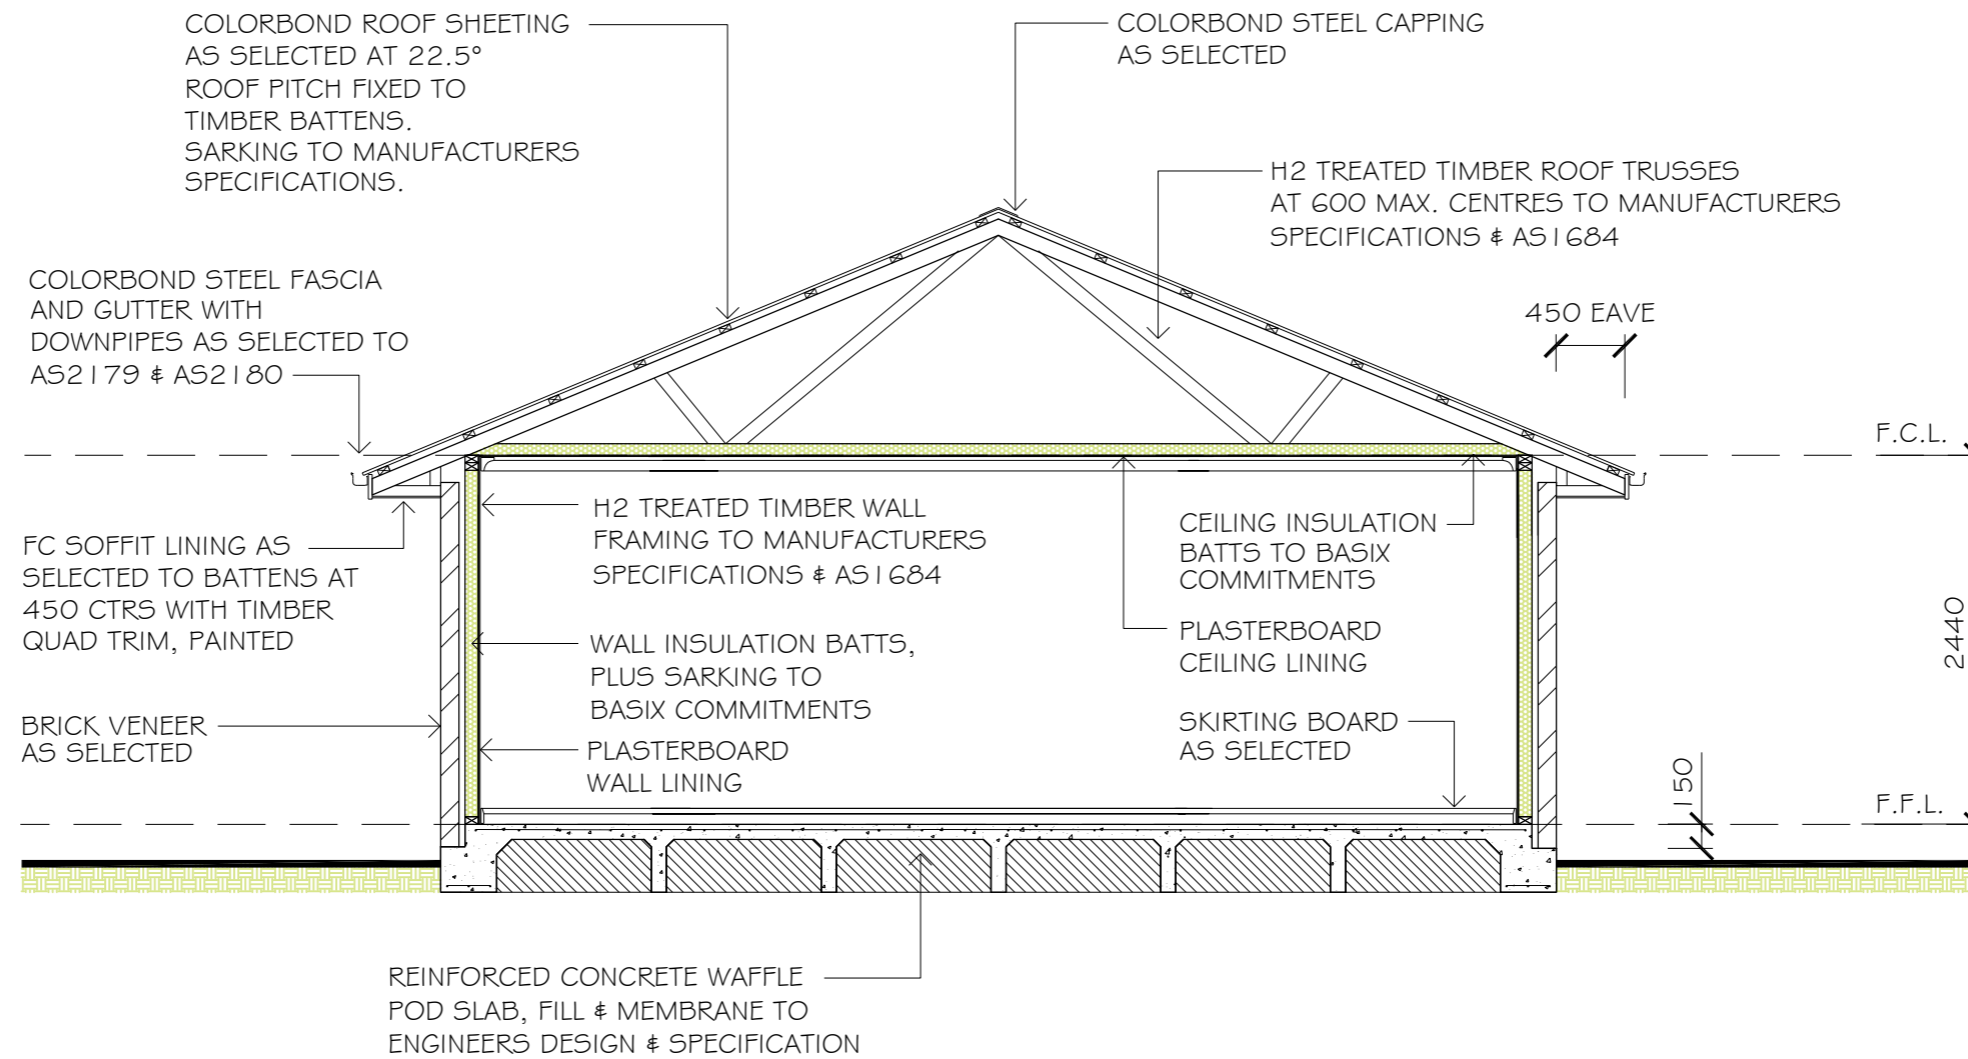 COLORBOND ROOF SHEETING
AS SELECTED AT 22.5°
ROOF PITCH FIXED TO
TIMBER BATTENS.
SARKING TO MANUFACTURERS
SPECIFICATIONS.
COLORBOND STEEL CAPPING
AS SELECTED
H2 TREATED TIMBER ROOF TRUSSES
AT 600 MAX. CENTRES TO MANUFACTURERS
SPECIFICATIONS & AS1684
COLORBOND STEEL FASCIA
AND GUTTER WITH
DOWNPIPES AS SELECTED TO
AS2179 & AS2180
450 EAVE
F.C.L.
H2 TREATED TIMBER WALL
FRAMING TO MANUFACTURERS
SPECIFICATIONS & AS1684
CEILING INSULATION
BATTS TO BASIX
COMMITMENTS
FC SOFFIT LINING AS
SELECTED TO BATTENS AT
450 CTRS WITH TIMBER
QUAD TRIM, PAINTED
WALL INSULATION BATTS,
PLUS SARKING TO
BASIX COMMITMENTS
PLASTERBOARD
CEILING LINING
2440
BRICK VENEER
AS SELECTED
PLASTERBOARD
WALL LINING
SKIRTING BOARD
AS SELECTED
150
F.F.L.
REINFORCED CONCRETE WAFFLE
POD SLAB, FILL & MEMBRANE TO
ENGINEERS DESIGN & SPECIFICATION